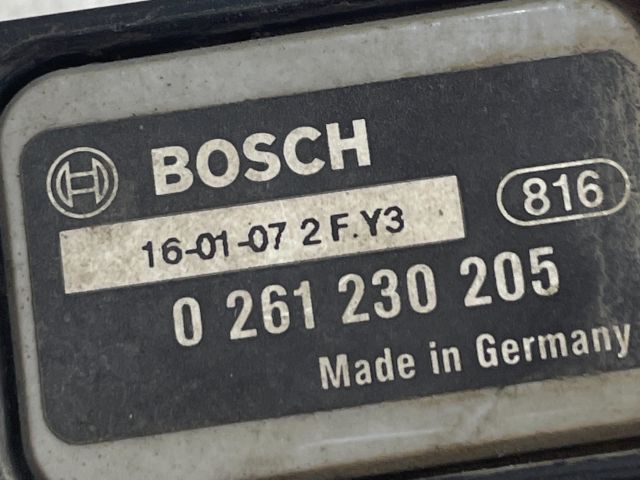 BOSCH
816
16-01-07 2 F.Y3
0 261 230 205
Made in Germany